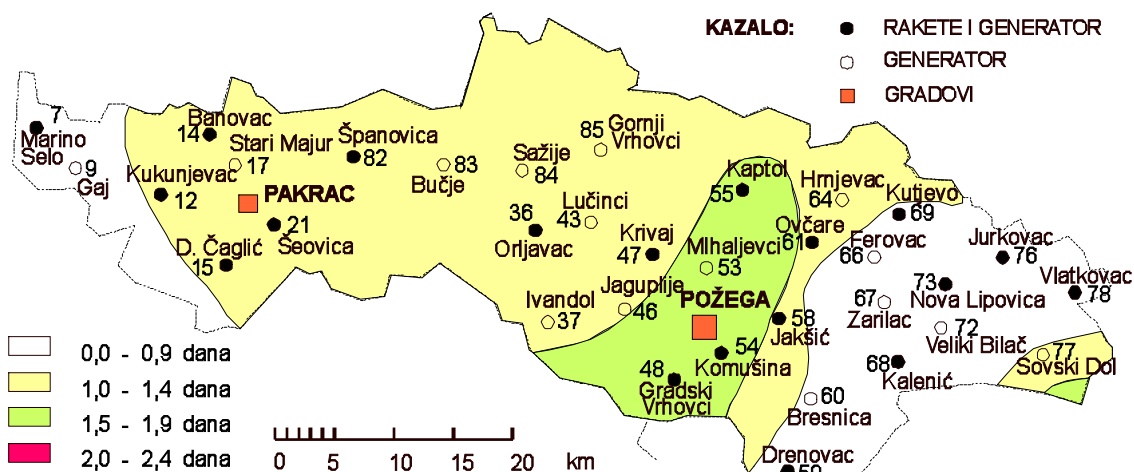 KAZALO:
RAKETE I GENERATOR
GENERATOR
GRADOVI
7
Marino
Selo
9
Gaj
Banovac
14
Stari Majur
17
Kukunjevac
12
PAKRAC
21
Šeovica
D. Čaglić
15
Španovica
82
83
Bučje
Sažije
84
85
Gornji
Vrhovci
Lučinci
43
36
Orljavac
Krivaj
47
Ivandol
37
Jaguplije
46
Kaptol
55
Mlhaljevci
53
POŽEGA
54
Komušina
48
Gradski
Vrhovci
Hrnjevac
64
Ovčare
61
Kutjevo
69
Ferovac
66
58
Jakšić
67
Zarilac
73
Nova Lipovica
Jurkovac
76
Vlatkovac
78
72
Veliki Bilač
77
Sovski Dol
68
Kalenić
60
Bresnica
Drenovac
0,0 - 0,9 dana
1,0 - 1,4 dana
1,5 - 1,9 dana
2,0 - 2,4 dana
0 5 10 15 20 km